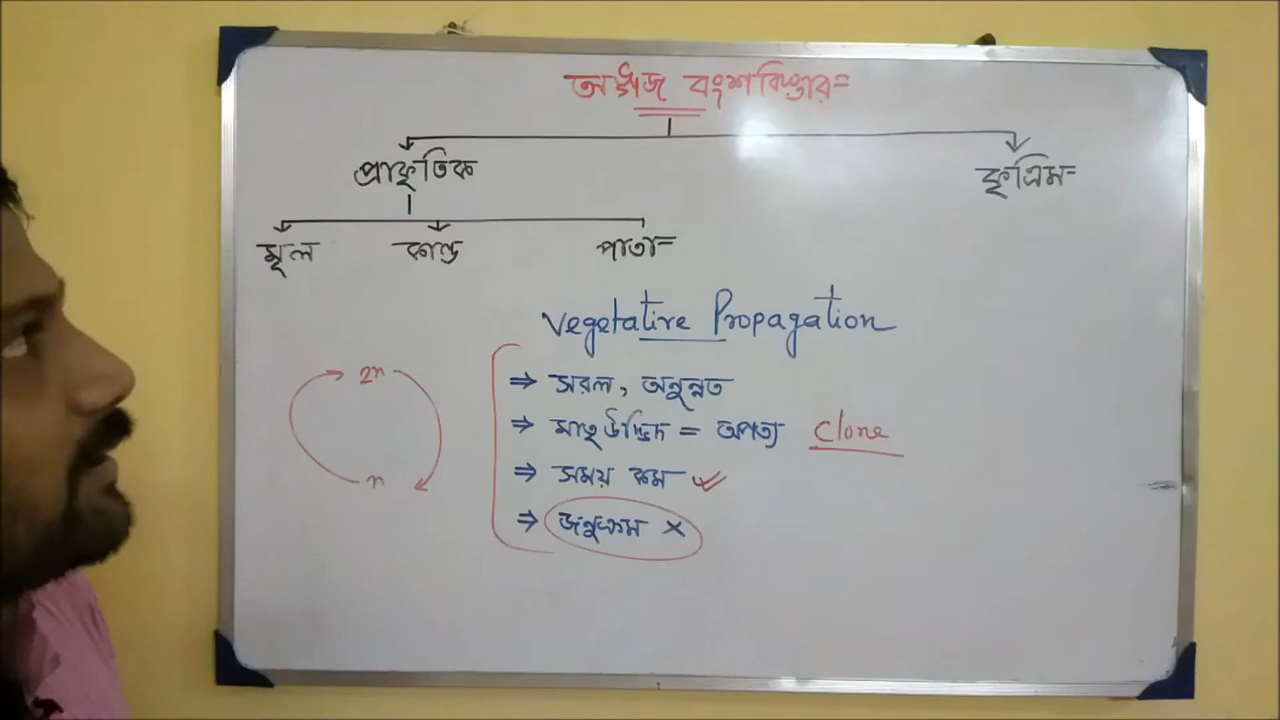 অঙ্গজ বংশবিস্তার=
প্রাকৃতিক কৃত্রিম=
মূল কান্ড পাতা=
Vegetative Propagation
2n
n
⇒ সরল, অনুন্নত
⇒ মাতৃউদ্ভিদ = অপত্য Clone
⇒ সময় কম ✓
⇒ জনুক্রম ×